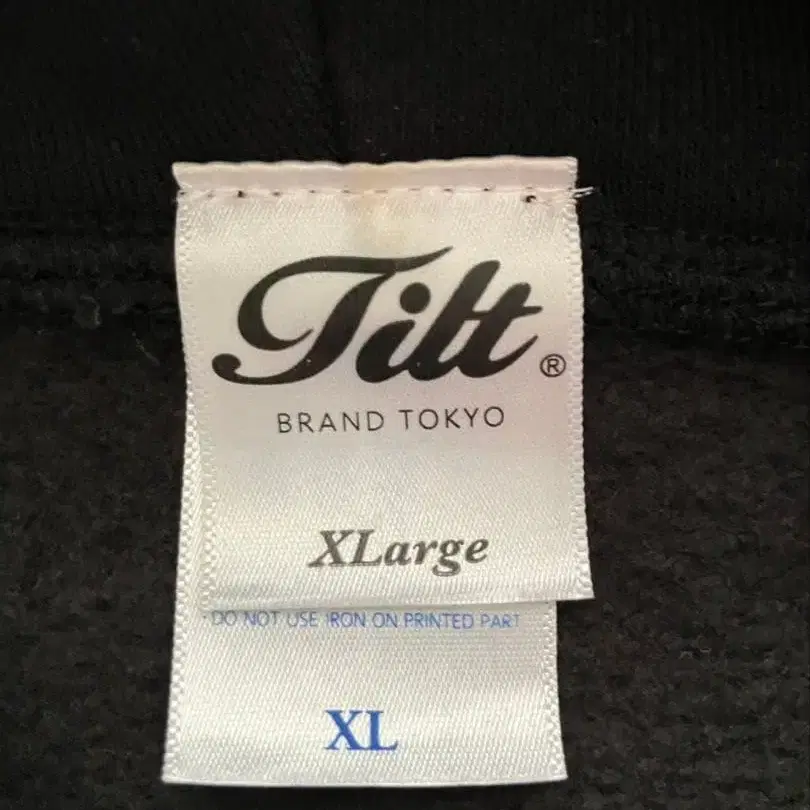 Tilt®
BRAND TOKYO
XLarge
· DO NOT USE IRON ON PRINTED PART
XL